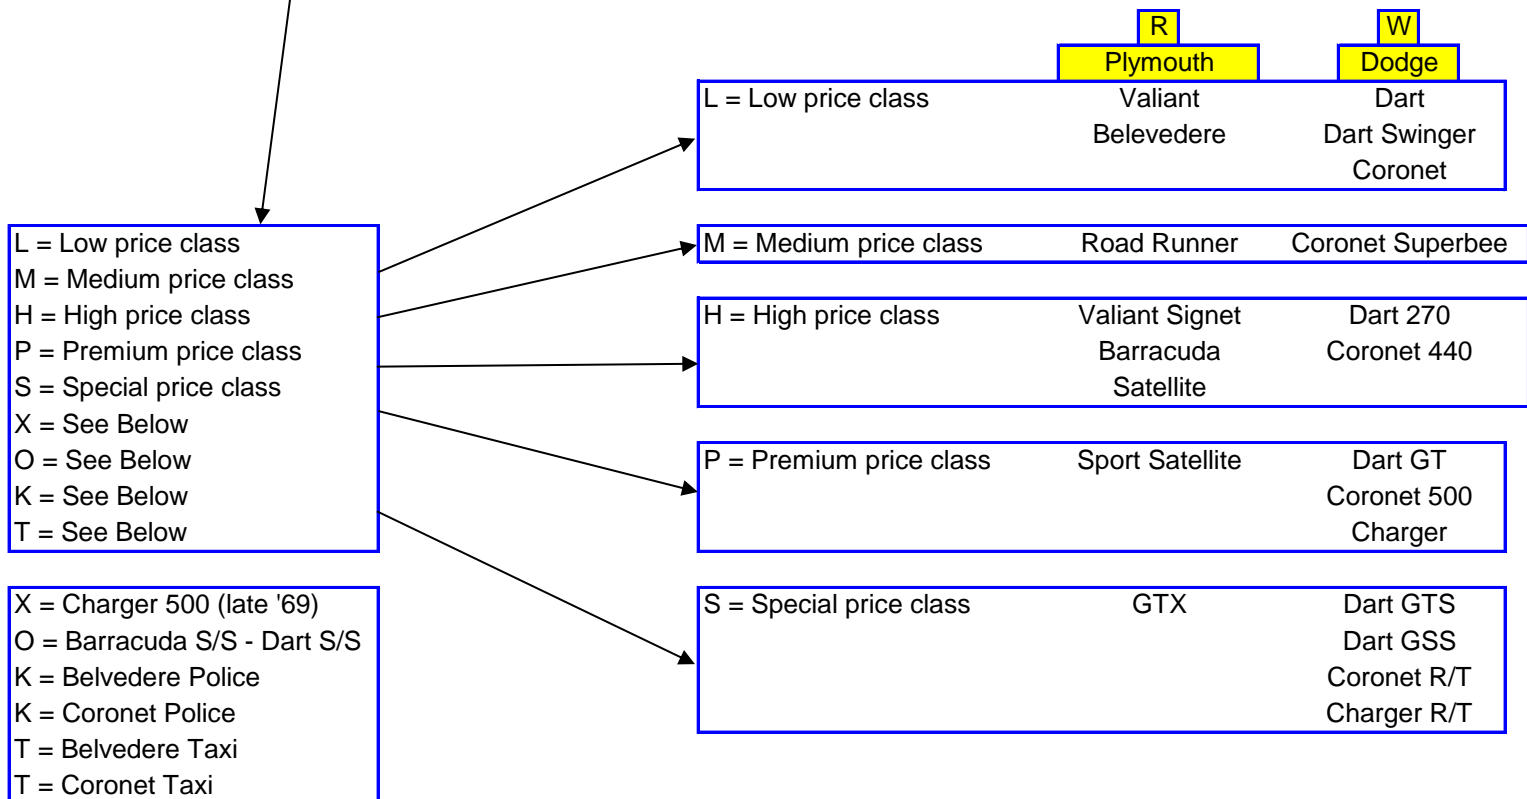 R W
Plymouth Dodge
L = Low price class Valiant Dart
Belevedere Dart Swinger
Coronet
L = Low price class
M = Medium price class
H = High price class
P = Premium price class
S = Special price class
X = See Below
O = See Below
K = See Below
T = See Below
M = Medium price class Road Runner Coronet Superbee
H = High price class Valiant Signet Dart 270
Barracuda Coronet 440
Satellite
P = Premium price class Sport Satellite Dart GT
Coronet 500
Charger
X = Charger 500 (late '69)
O = Barracuda S/S - Dart S/S
K = Belvedere Police
K = Coronet Police
T = Belvedere Taxi
T = Coronet Taxi
S = Special price class GTX Dart GTS
Dart GSS
Coronet R/T
Charger R/T